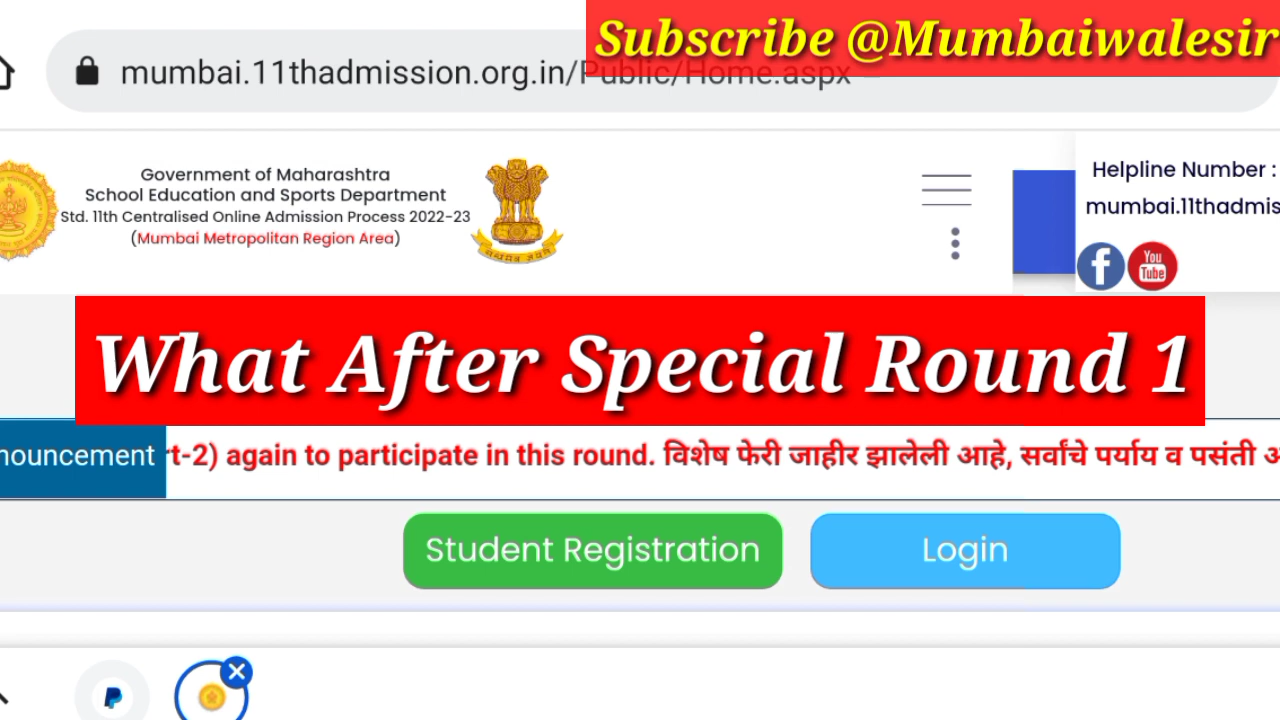 Subscribe @Mumbaiwalesir
mumbai.11thadmission.org.in/Public/Home.aspx
Government of Maharashtra
School Education and Sports Department
Std. 11th Centralised Online Admission Process 2022-23
(Mumbai Metropolitan Region Area)
Helpline Number :
mumbai.11thadmis
You
Tube
What After Special Round 1
nouncement
t-2) again to participate in this round. विशेष फेरी जाहीर झालेली आहे, सर्वांचे पर्याय व पसंती
Student Registration
Login